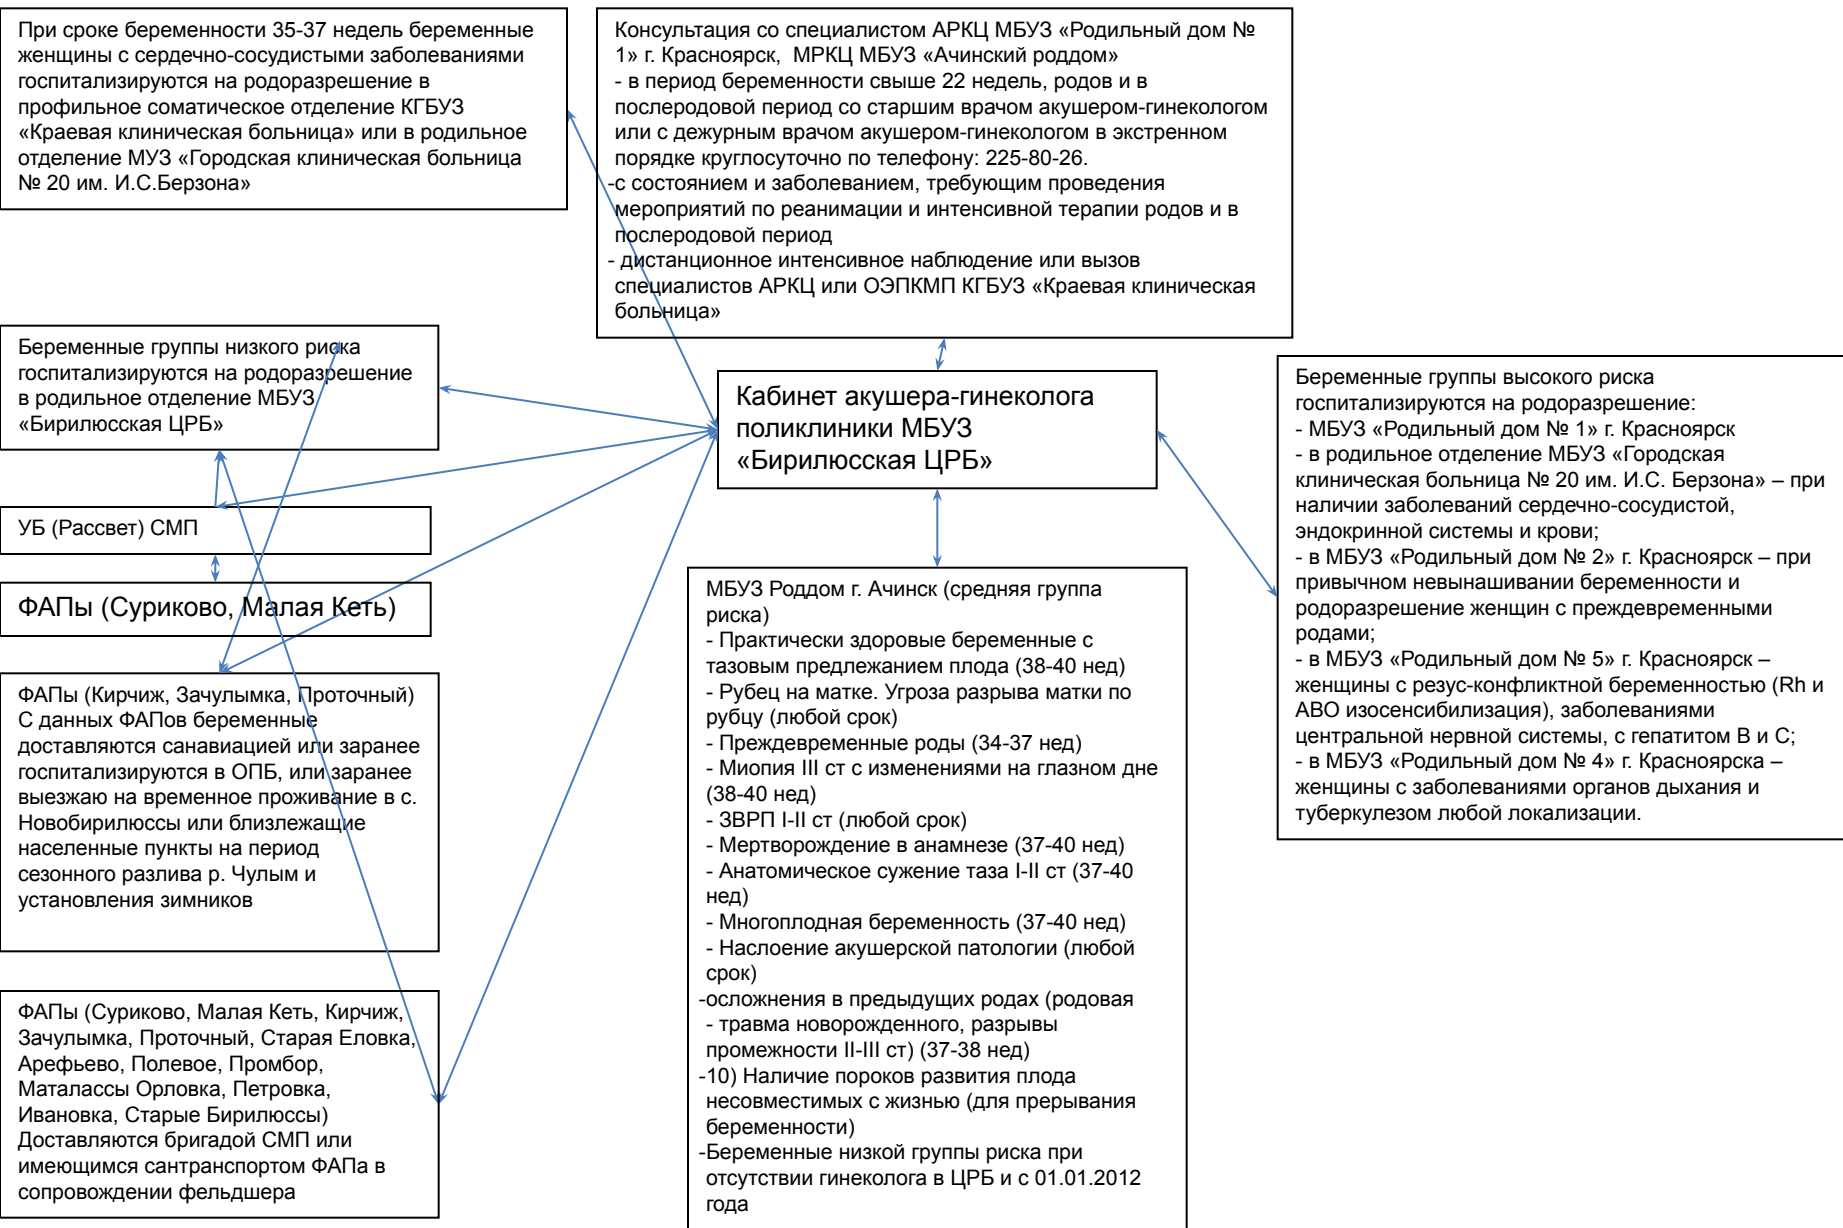 При сроке беременности 35-37 недель беременные
женщины с сердечно-сосудистыми заболеваниями
госпитализируются на родоразрешение в
профильное соматическое отделение КГБУЗ
«Краевая клиническая больница» или в родильное
отделение МУЗ «Городская клиническая больница
№ 20 им. И.С.Берзона»
Консультация со специалистом АРКЦ МБУЗ «Родильный дом №
1» г. Красноярск,  МРКЦ МБУЗ «Ачинский роддом»
- в период беременности свыше 22 недель, родов и в
послеродовой период со старшим врачом акушером-гинекологом
или с дежурным врачом акушером-гинекологом в экстренном
порядке круглосуточно по телефону: 225-80-26.
-с состоянием и заболеванием, требующим проведения
мероприятий по реанимации и интенсивной терапии родов и в
послеродовой период
- дистанционное интенсивное наблюдение или вызов
специалистов АРКЦ или ОЭПКМП КГБУЗ «Краевая клиническая
больница»
Беременные группы низкого риска
госпитализируются на родоразрешение
в родильное отделение МБУЗ
«Бирилюсская ЦРБ»
Кабинет акушера-гинеколога
поликлиники МБУЗ
«Бирилюсская ЦРБ»
Беременные группы высокого риска
госпитализируются на родоразрешение:
- МБУЗ «Родильный дом № 1» г. Красноярск
- в родильное отделение МБУЗ «Городская
клиническая больница № 20 им. И.С. Берзона» – при
наличии заболеваний сердечно-сосудистой,
эндокринной системы и крови;
- в МБУЗ «Родильный дом № 2» г. Красноярск – при
привычном невынашивании беременности и
родоразрешение женщин с преждевременными
родами;
- в МБУЗ «Родильный дом № 5» г. Красноярск –
женщины с резус-конфликтной беременностью (Rh и
АВО изосенсибилизация), заболеваниями
центральной нервной системы, с гепатитом В и С;
- в МБУЗ «Родильный дом № 4» г. Красноярска –
женщины с заболеваниями органов дыхания и
туберкулезом любой локализации.
УБ (Рассвет) СМП
ФАПы (Суриково, Малая Кеть)
ФАПы (Кирчиж, Зачулымка, Проточный)
С данных ФАПов беременные
доставляются санавиацией или заранее
госпитализируются в ОПБ, или заранее
выезжаю на временное проживание в с.
Новобирилюссы или близлежащие
населенные пункты на период
сезонного разлива р. Чулым и
установления зимников
ФАПы (Суриково, Малая Кеть, Кирчиж,
Зачулымка, Проточный, Старая Еловка,
Арефьево, Полевое, Промбор,
Маталассы Орловка, Петровка,
Ивановка, Старые Бирилюссы)
Доставляются бригадой СМП или
имеющимся сантранспортом ФАПа в
сопровождении фельдшера
МБУЗ Роддом г. Ачинск (средняя группа
риска)
- Практически здоровые беременные с
тазовым предлежанием плода (38-40 нед)
- Рубец на матке. Угроза разрыва матки по
рубцу (любой срок)
- Преждевременные роды (34-37 нед)
- Миопия III ст с изменениями на глазном дне
(38-40 нед)
- ЗВРП I-II ст (любой срок)
- Мертворождение в анамнезе (37-40 нед)
- Анатомическое сужение таза I-II ст (37-40
нед)
- Многоплодная беременность (37-40 нед)
- Наслоение акушерской патологии (любой
срок)
-осложнения в предыдущих родах (родовая
- травма новорожденного, разрывы
промежности II-III ст) (37-38 нед)
-10) Наличие пороков развития плода
несовместимых с жизнью (для прерывания
беременности)
-Беременные низкой группы риска при
отсутствии гинеколога в ЦРБ и с 01.01.2012
года